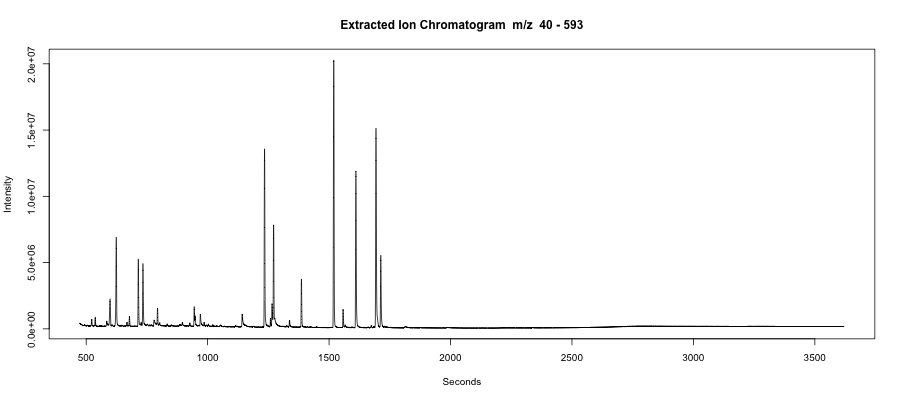 Extracted Ion Chromatogram  m/z  40 - 593
Intensity
2.0e+07
1.5e+07
1.0e+07
5.0e+06
0.0e+00
500 1000 1500 2000 2500 3000 3500
Seconds